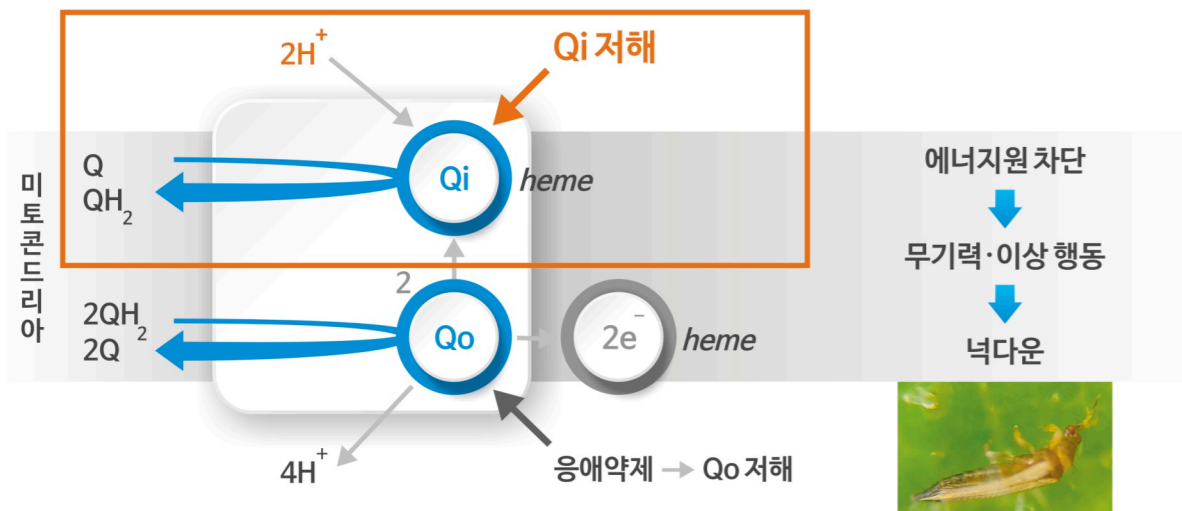 2H⁺
Qi 저해
Q
QH₂
Qi
heme
미토콘드리아
2
2QH₂
2Q
Qo
2e⁻
heme
4H⁺
응애약제 → Qo 저해
에너지원 차단
무기력·이상 행동
넉다운